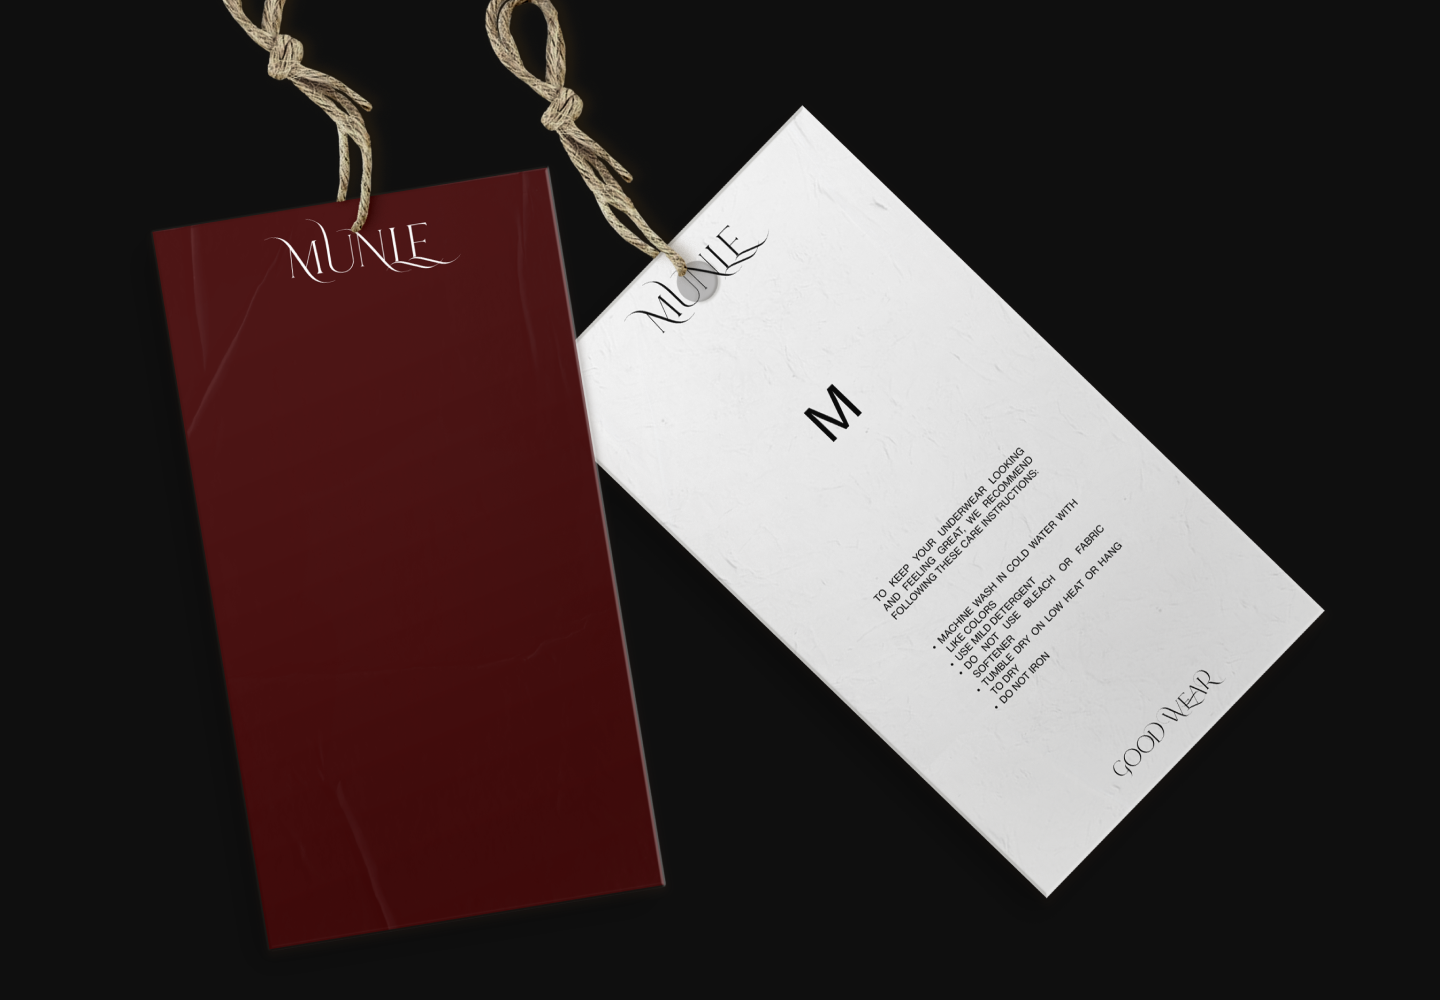 MUNLE
MUNLE
M
TO KEEP YOUR UNDERWEAR LOOKING
AND FEELING GREAT, WE RECOMMEND
FOLLOWING THESE CARE INSTRUCTIONS:
• MACHINE WASH IN COLD WATER WITH
LIKE COLORS
• USE MILD DETERGENT
• DO NOT USE BLEACH OR FABRIC
SOFTENER
• TUMBLE DRY ON LOW HEAT OR HANG
TO DRY
• DO NOT IRON
GOOD WEAR